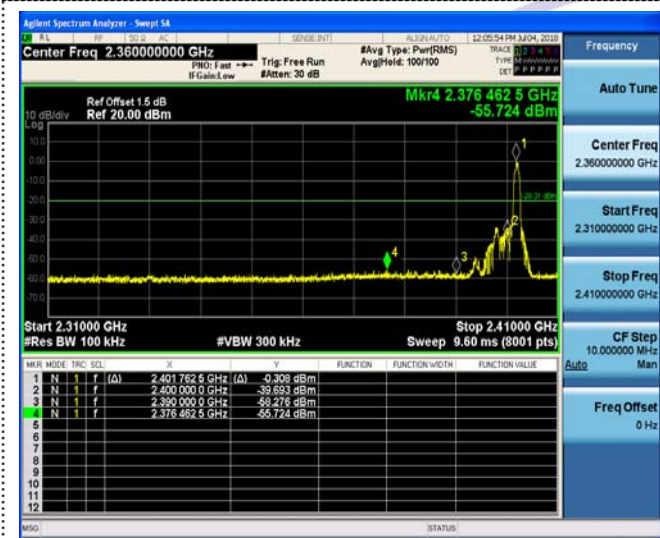 Agilent Spectrum Analyzer - Swept SA
RL RF 50 Ω AC SENSE:INT ALIGN AUTO 12:05:54 PM Jul 04, 2018
Center Freq 2.360000000 GHz
PNO: Fast
IFGain:Low
Trig: Free Run
#Atten: 30 dB
#Avg Type: Pwr(RMS)
Avg|Hold: 100/100
TRACE 1 2 3 4 5 6
TYPE M
DET P P P P P P
Ref Offset 1.5 dB
Ref 20.00 dBm
10 dB/div
Log
Mkr4 2.376 462 5 GHz
-55.724 dBm
10.0
0.00
-10.0
-20.0
-30.0
-40.0
-50.0
-60.0
-70.0
1
2
3
4
-20.31 dBm
Start 2.31000 GHz
Stop 2.41000 GHz
#Res BW 100 kHz
#VBW 300 kHz
Sweep 9.60 ms (8001 pts)
MKR MODE TRC SCL X Y FUNCTION FUNCTION WIDTH FUNCTION VALUE
1 N 1 f (Δ) 2.401 762 5 GHz (Δ) -0.308 dBm
2 N 1 f 2.400 000 0 GHz -39.693 dBm
3 N 1 f 2.390 000 0 GHz -58.276 dBm
4 N 1 f 2.376 462 5 GHz -55.724 dBm
5
6
7
8
9
10
11
12
MSG
STATUS
Frequency
Auto Tune
Center Freq
2.360000000 GHz
Start Freq
2.310000000 GHz
Stop Freq
2.410000000 GHz
CF Step
10.000000 MHz
Auto Man
Freq Offset
0 Hz